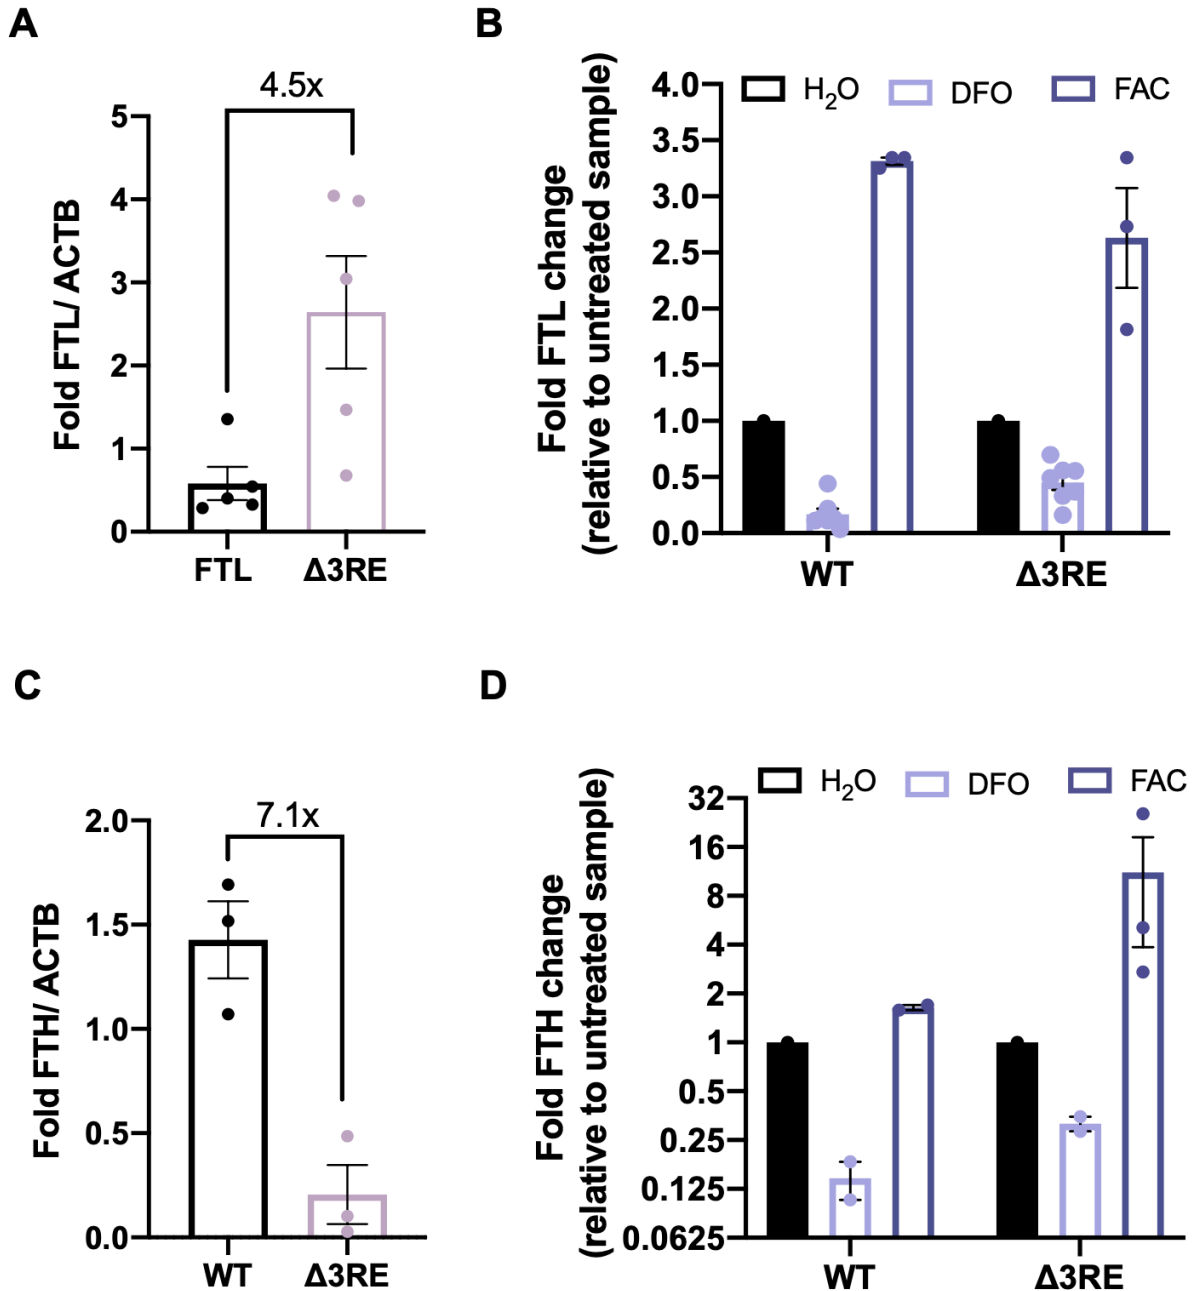 A
4.5x
Fold FTL/ ACTB
5
4
3
2
1
0
FTL Δ3RE
B
H₂O DFO FAC
Fold FTL change
(relative to untreated sample)
4.0
3.5
3.0
2.5
2.0
1.5
1.0
0.5
0.0
WT Δ3RE
C
7.1x
Fold FTH/ ACTB
2.0
1.5
1.0
0.5
0.0
WT Δ3RE
D
H₂O DFO FAC
Fold FTH change
(relative to untreated sample)
32
16
8
4
2
1
0.5
0.25
0.125
0.0625
WT Δ3RE